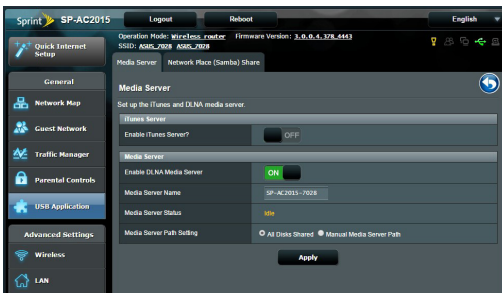 Sprint SP-AC2015 Logout Reboot English
Operation Mode: Wireless router Firmware Version: 3.0.0.4.378_4443
SSID: ASUS_7028 ASUS_7028
Quick Internet Setup
Media Server Network Place (Samba) Share
General
Network Map
Guest Network
Traffic Manager
Parental Controls
USB Application
Advanced Settings
Wireless
LAN
Media Server
Set up the iTunes and DLNA media server.
iTunes Server
Enable iTunes Server? OFF
Media Server
Enable DLNA Media Server ON
Media Server Name SP-AC2015-7028
Media Server Status Idle
Media Server Path Setting All Disks Shared Manual Media Server Path
Apply